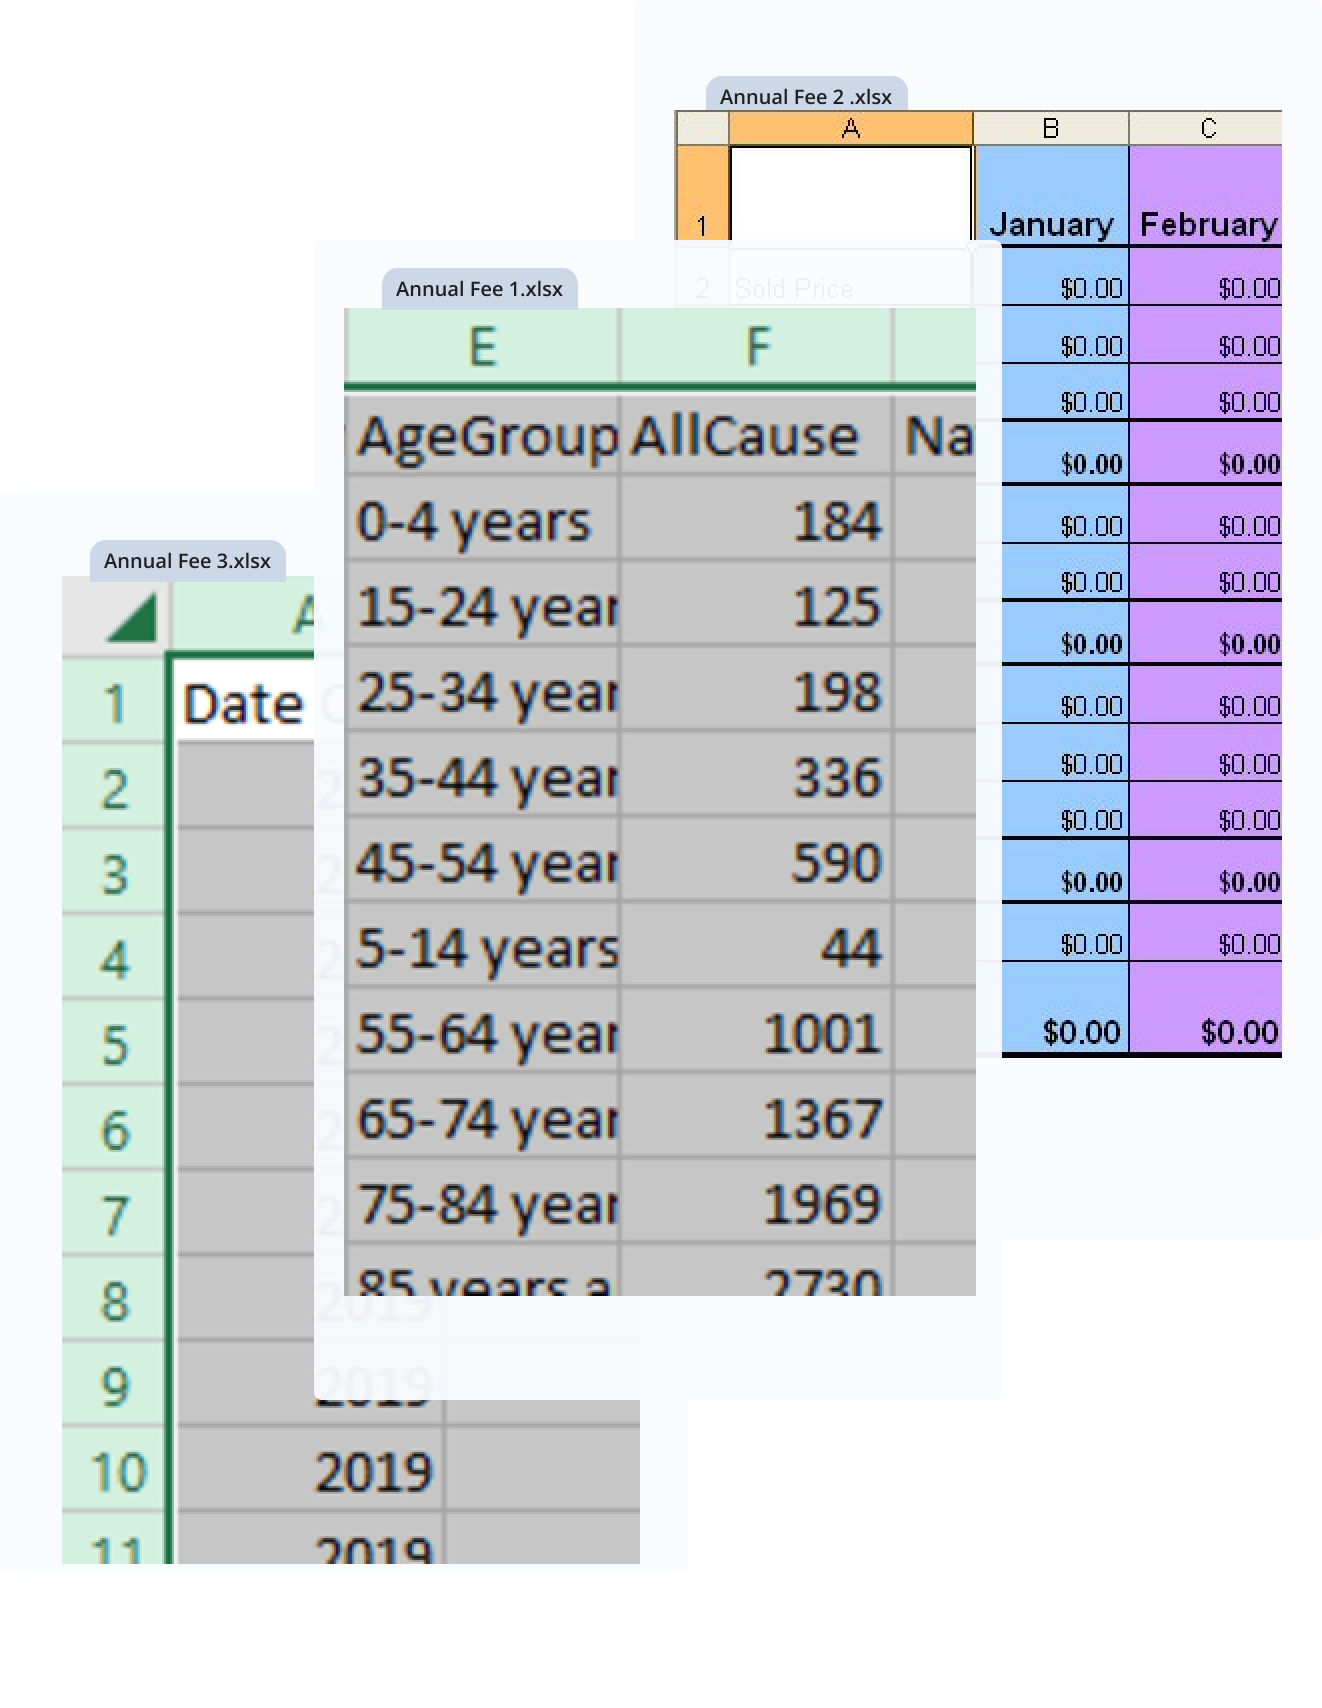 Annual Fee 2 .xlsx
A B C
1 January February
2 Sold Price $0.00 $0.00
$0.00 $0.00
$0.00 $0.00
$0.00 $0.00
$0.00 $0.00
$0.00 $0.00
$0.00 $0.00
$0.00 $0.00
$0.00 $0.00
$0.00 $0.00
$0.00 $0.00
$0.00 $0.00
$0.00 $0.00
Annual Fee 1.xlsx
E F
AgeGroup AllCause Na
0-4 years 184
15-24 year 125
25-34 year 198
35-44 year 336
45-54 year 590
5-14 years 44
55-64 year 1001
65-74 year 1367
75-84 year 1969
85 years a 2730
Annual Fee 3.xlsx
A
1 Date
2
3
4
5
6
7
8 2019
9 2019
10 2019
11 2019